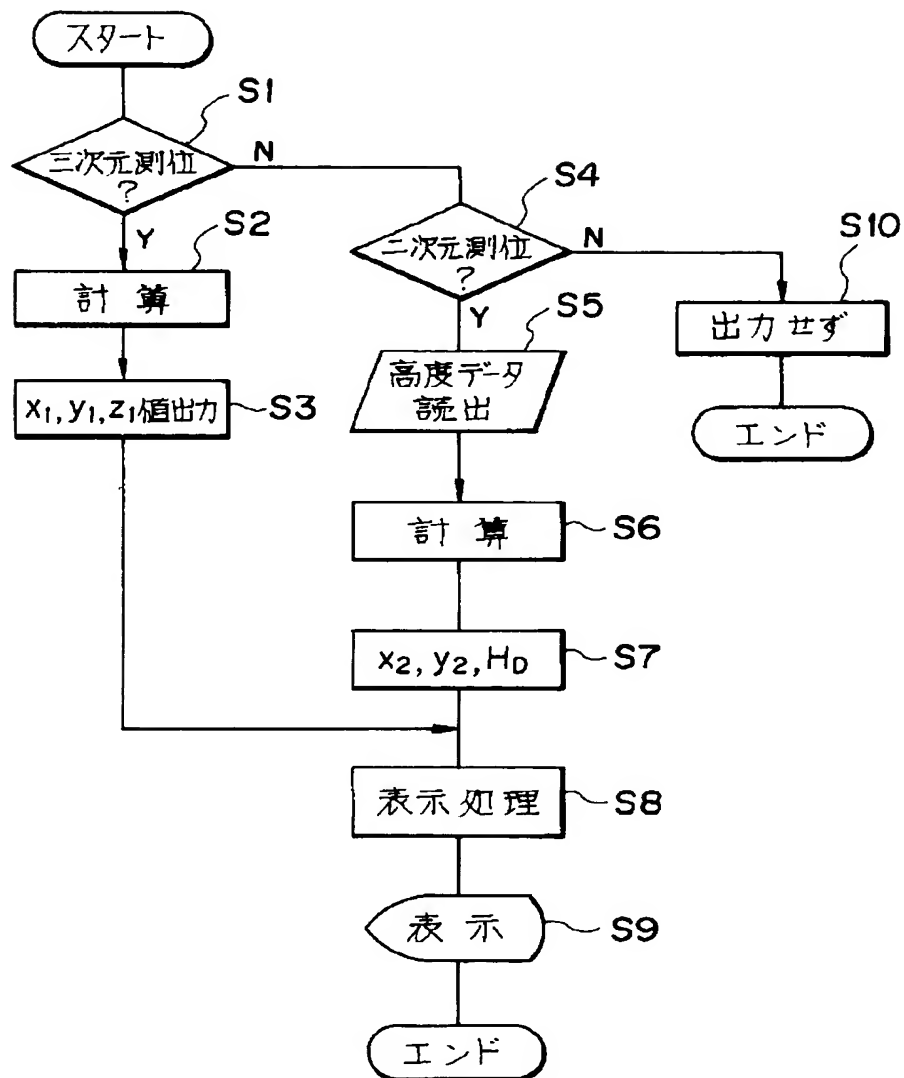 スタート
S1
三次元測位
?
N
Y
S2
計算
x₁, y₁, z₁値出力
S3
S4
二次元測位
?
N
Y
S5
高度データ
読出
S6
計算
x₂, y₂, H_D
S7
表示処理
S8
表示
S9
エンド
S10
出力せず
エンド